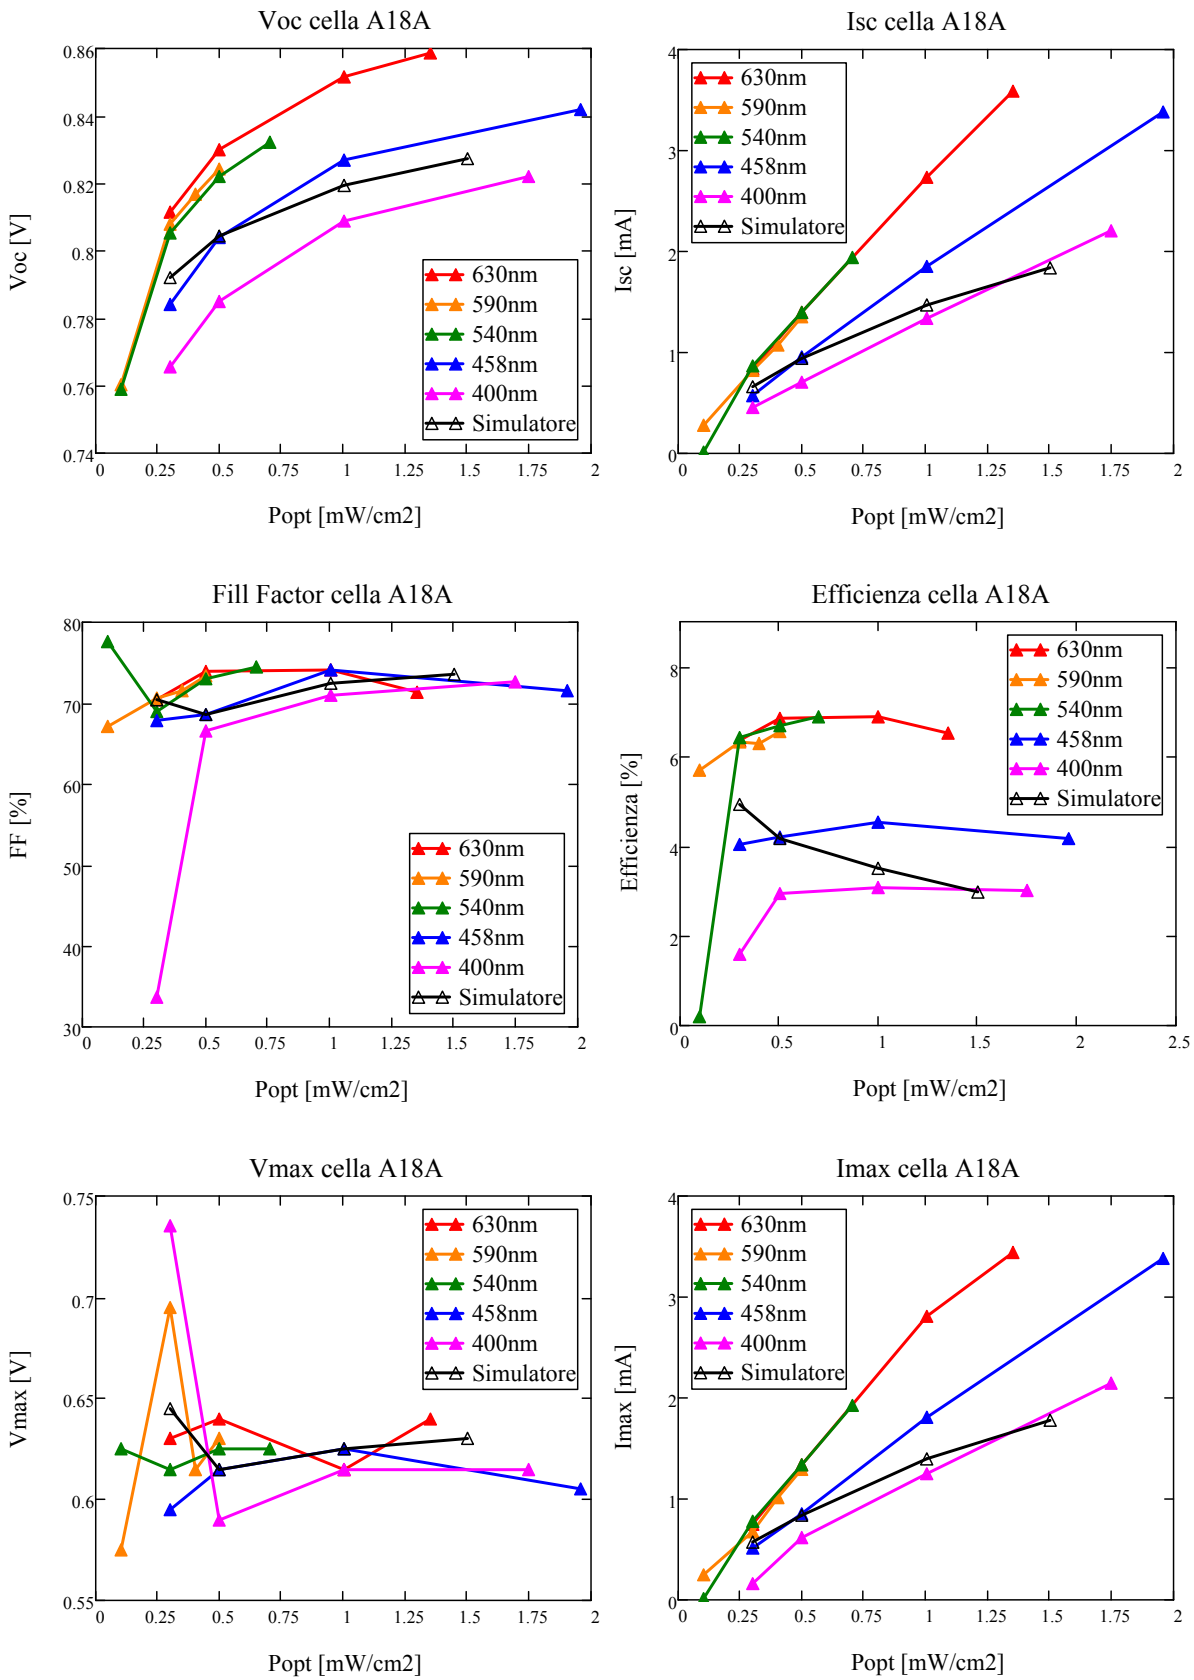 Voc cella A18A
0.86
0.84
0.82
0.8
0.78
0.76
0.74
Voc [V]
630nm
590nm
540nm
458nm
400nm
Simulatore
0 0.25 0.5 0.75 1 1.25 1.5 1.75 2
Popt [mW/cm2]
Isc cella A18A
4
3
2
1
0
Isc [mA]
630nm
590nm
540nm
458nm
400nm
Simulatore
0 0.25 0.5 0.75 1 1.25 1.5 1.75 2
Popt [mW/cm2]
Fill Factor cella A18A
80
70
60
50
40
30
FF [%]
630nm
590nm
540nm
458nm
400nm
Simulatore
0 0.25 0.5 0.75 1 1.25 1.5 1.75 2
Popt [mW/cm2]
Efficienza cella A18A
8
6
4
2
0
Efficienza [%]
630nm
590nm
540nm
458nm
400nm
Simulatore
0 0.5 1 1.5 2 2.5
Popt [mW/cm2]
Vmax cella A18A
0.75
0.7
0.65
0.6
0.55
Vmax [V]
630nm
590nm
540nm
458nm
400nm
Simulatore
0 0.25 0.5 0.75 1 1.25 1.5 1.75 2
Popt [mW/cm2]
Imax cella A18A
4
3
2
1
0
Imax [mA]
630nm
590nm
540nm
458nm
400nm
Simulatore
0 0.25 0.5 0.75 1 1.25 1.5 1.75 2
Popt [mW/cm2]